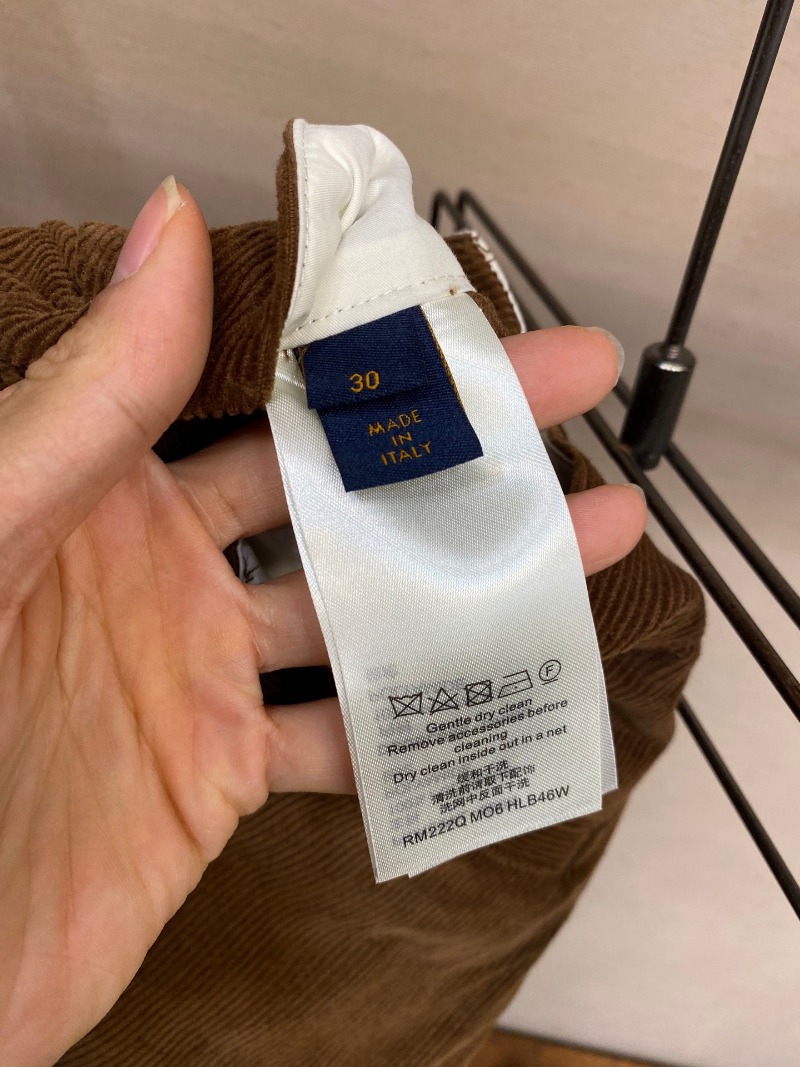 30
MADE
IN
ITALY
F
Gentle dry clean
Remove accessories before
cleaning
Dry clean inside out in a net
缓和干洗
清洗前请取下配饰
洗网中反面干洗
RM222Q MO6 HLB46W